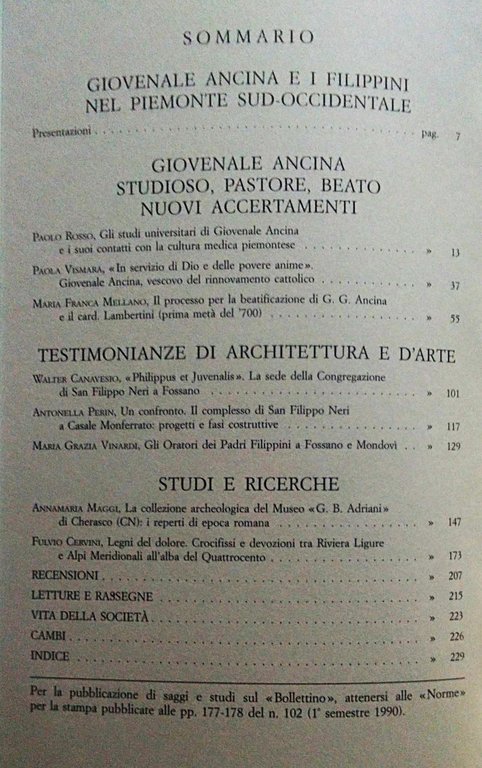 SOMMARIO
GIOVENALE ANCINA E I FILIPPINI
NEL PIEMONTE SUD-OCCIDENTALE
Presentazioni . . . . . . . . . . . . . . . . . . . . . . . . . . . . . . pag. 7
GIOVENALE ANCINA
STUDIOSO, PASTORE, BEATO
NUOVI ACCERTAMENTI
PAOLO ROSSO, Gli studi universitari di Giovenale Ancina
e i suoi contatti con la cultura medica piemontese . . . . . . . . . . . » 13
PAOLA VISMARA, «In servizio di Dio e delle povere anime».
Giovenale Ancina, vescovo del rinnovamento cattolico . . . . . . . . . » 37
MARIA FRANCA MELLANO, Il processo per la beatificazione di G. G. Ancina
e il card. Lambertini (prima metà del '700) . . . . . . . . . . . . . . » 55
TESTIMONIANZE DI ARCHITETTURA E D'ARTE
WALTER CANAVESIO, «Philippus et Juvenalis». La sede della Congregazione
di San Filippo Neri a Fossano . . . . . . . . . . . . . . . . . . » 101
ANTONELLA PERIN, Un confronto. Il complesso di San Filippo Neri
a Casale Monferrato: progetti e fasi costruttive . . . . . . . . . . . . » 117
MARIA GRAZIA VINARDI, Gli Oratori dei Padri Filippini a Fossano e Mondovì . . » 129
STUDI E RICERCHE
ANNAMARIA MAGGI, La collezione archeologica del Museo «G. B. Adriani»
di Cherasco (CN): i reperti di epoca romana . . . . . . . . . . . . . » 147
FULVIO CERVINI, Legni del dolore. Crocifissi e devozioni tra Riviera Ligure
e Alpi Meridionali all'alba del Quattrocento . . . . . . . . . . . . . » 173
RECENSIONI . . . . . . . . . . . . . . . . . . . . . . . . . . . . » 207
LETTURE E RASSEGNE . . . . . . . . . . . . . . . . . . . . . . » 215
VITA DELLA SOCIETÀ . . . . . . . . . . . . . . . . . . . . . . . » 223
CAMBI . . . . . . . . . . . . . . . . . . . . . . . . . . . . . . . » 226
INDICE . . . . . . . . . . . . . . . . . . . . . . . . . . . . . . . » 229
Per la pubblicazione di saggi e studi sul «Bollettino», attenersi alle «Norme»
per la stampa pubblicate alle pp. 177-178 del n. 102 (1° semestre 1990).